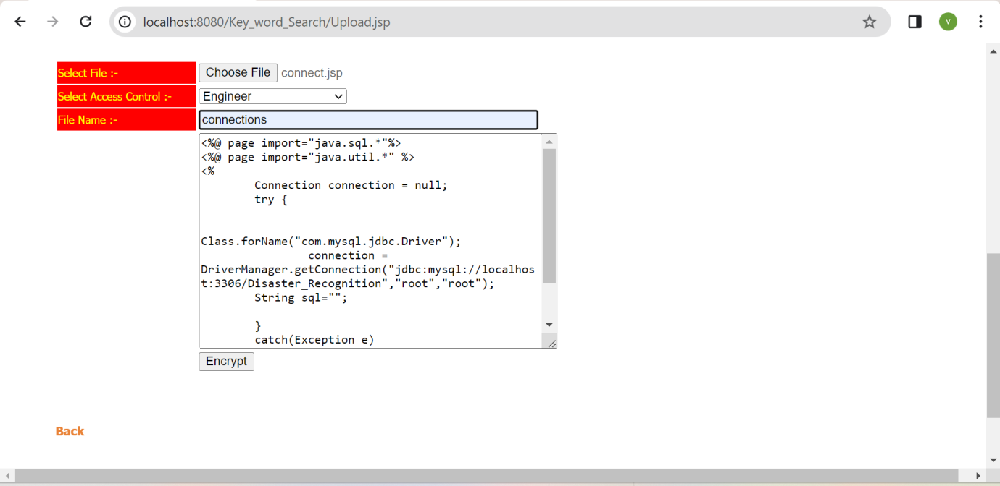 localhost:8080/Key_word_Search/Upload.jsp
V
Select File :- Choose File connect.jsp
Select Access Control :- Engineer
File Name :- connections
<%@ page import="java.sql.*"%>
<%@ page import="java.util.*" %>
<%
Connection connection = null;
try {
Class.forName("com.mysql.jdbc.Driver");
connection =
DriverManager.getConnection("jdbc:mysql://localhos
t:3306/Disaster_Recognition","root","root");
String sql="";
}
catch(Exception e)
Encrypt
Back